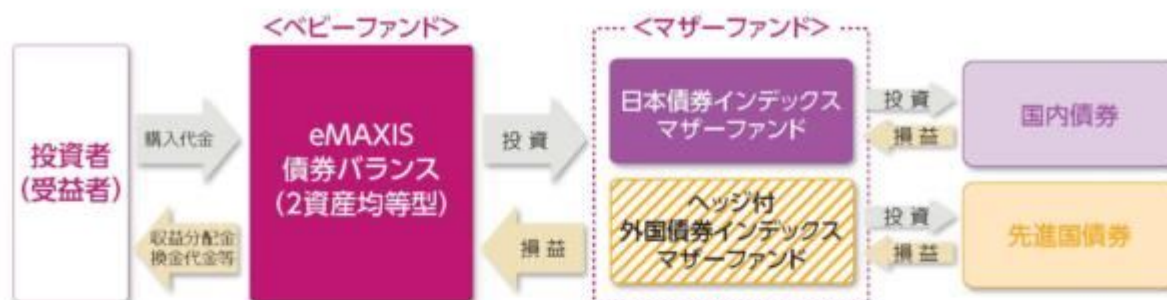 <ベビーファンド>
<マザーファンド>
投資者
(受益者)
購入代金
収益分配金
換金代金等
eMAXIS
債券バランス
(2資産均等型)
投資
損益
日本債券インデックス
マザーファンド
ヘッジ付
外国債券インデックス
マザーファンド
投資
損益
投資
損益
国内債券
先進国債券